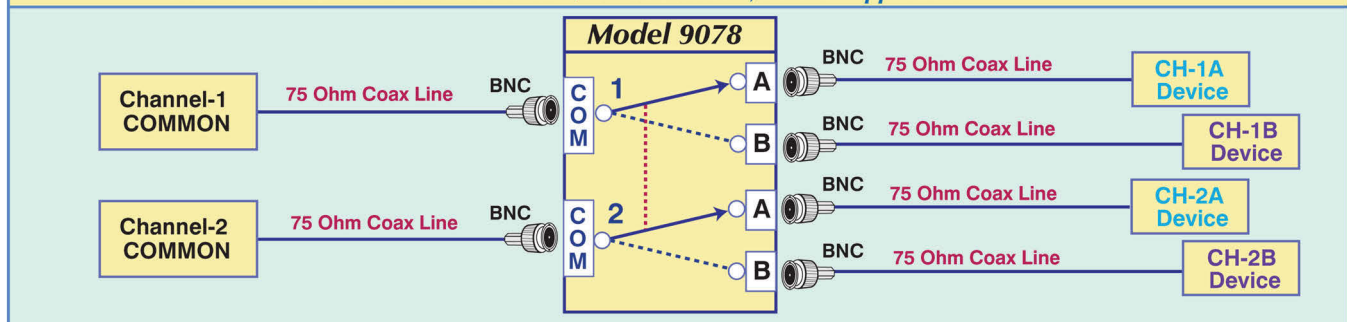 Model 9078
Channel-1
COMMON
75 Ohm Coax Line
BNC
COM
1
A
BNC
75 Ohm Coax Line
CH-1A
Device
B
BNC
75 Ohm Coax Line
CH-1B
Device
Channel-2
COMMON
75 Ohm Coax Line
BNC
COM
2
A
BNC
75 Ohm Coax Line
CH-2A
Device
B
BNC
75 Ohm Coax Line
CH-2B
Device